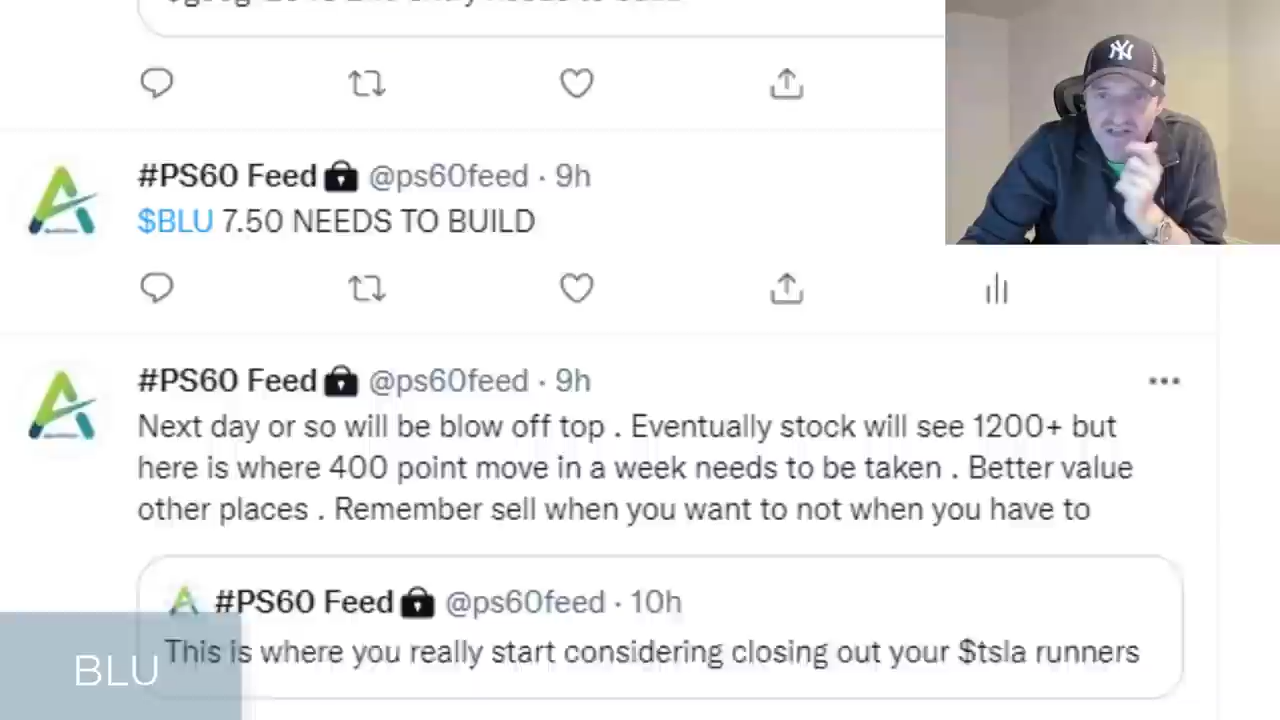 #PS60 Feed @ps60feed · 9h
$BLU 7.50 NEEDS TO BUILD
#PS60 Feed @ps60feed · 9h
Next day or so will be blow off top . Eventually stock will see 1200+ but
here is where 400 point move in a week needs to be taken . Better value
other places . Remember sell when you want to not when you have to
#PS60 Feed @ps60feed · 10h
This is where you really start considering closing out your $tsla runners
BLU
NY